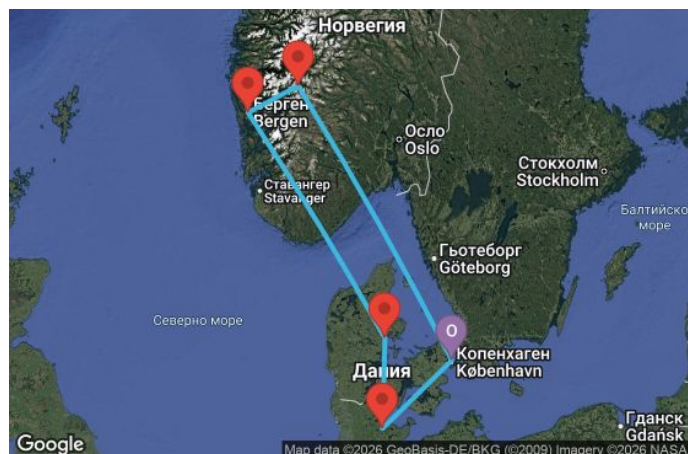 Норвегия
Берген
Bergen
Осло
Oslo
Стокхолм
Stockholm
Ставангер
Stavanger
Балтийско
море
Гьотеборг
Göteborg
Северно море
О
Копенхаген
København
Дания
Гданск
Gdańsk
Google
Map data ©2026 GeoBasis-DE/BKG (©2009) Imagery ©2026 NASA